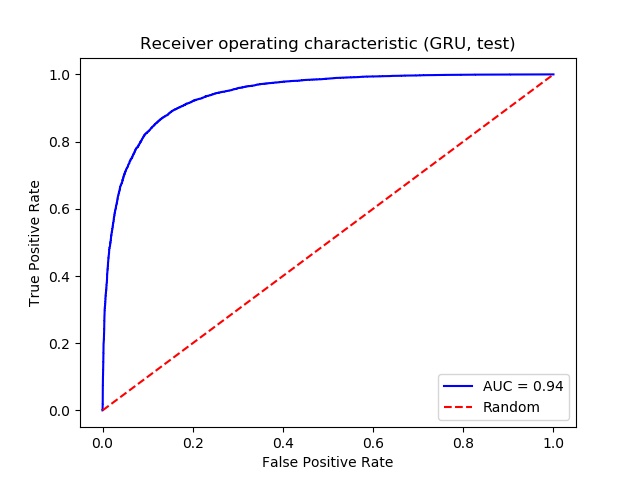 Receiver operating characteristic (GRU, test)
1.0
0.8
0.6
0.4
0.2
0.0
True Positive Rate
AUC = 0.94
Random
0.0 0.2 0.4 0.6 0.8 1.0
False Positive Rate